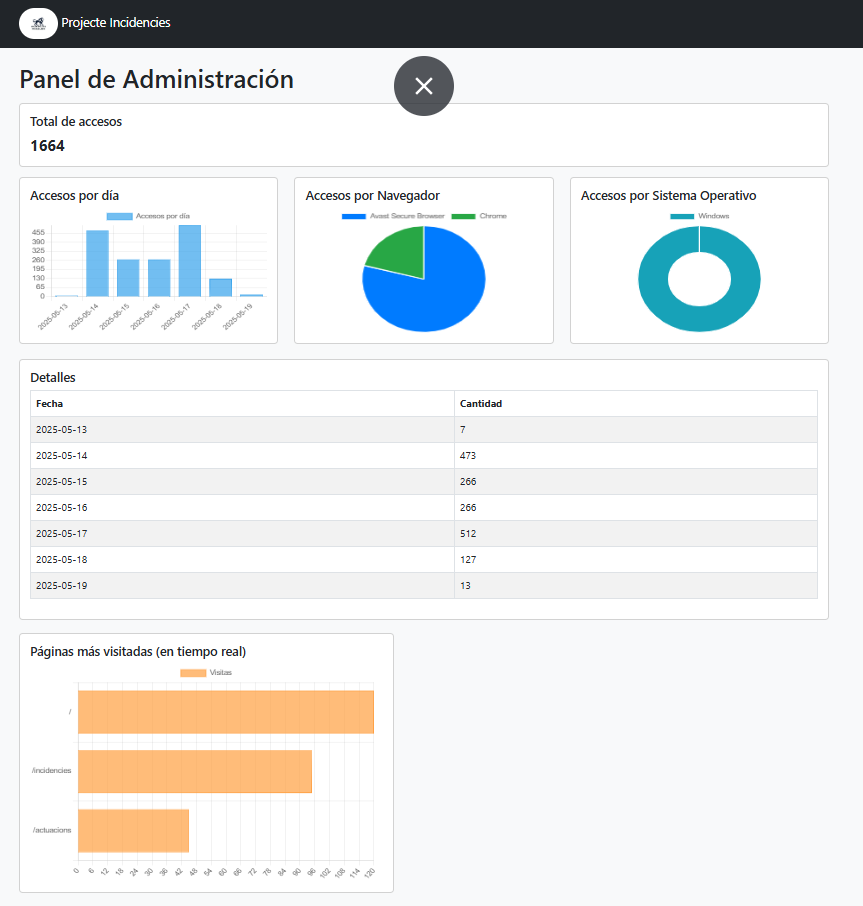 Projecte Incidencies
Panel de Administración
Total de accesos
1664
Accesos por día
Accesos por día
455
390
325
260
195
130
65
0
2025-05-13
2025-05-14
2025-05-15
2025-05-16
2025-05-17
2025-05-18
2025-05-19
Accesos por Navegador
Avast Secure Browser
Chrome
Accesos por Sistema Operativo
Windows
Detalles
Fecha Cantidad
2025-05-13 7
2025-05-14 473
2025-05-15 266
2025-05-16 266
2025-05-17 512
2025-05-18 127
2025-05-19 13
Páginas más visitadas (en tiempo real)
Visitas
/
/incidencies
/actuacions
0 6 12 18 24 30 36 42 48 54 60 66 72 78 84 90 96 102 108 114 120